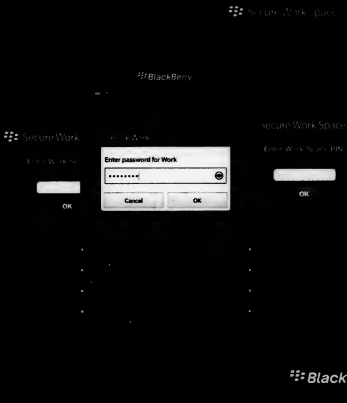 Secure Work Space
BlackBerry
Secure Work
Enter password for Work
••••••••
Cancel
OK
OK
Secure Work Space
Enter Work Space PIN
OK
Black